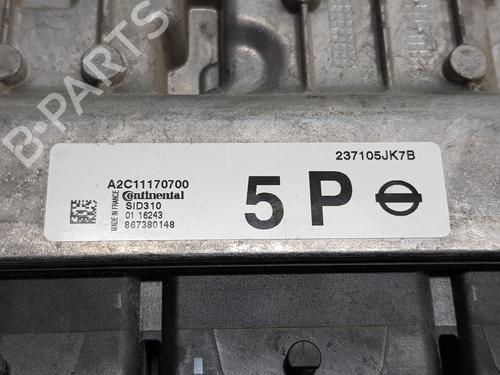 B-PARTS
237105JK7B
A2C11170700
Continental
SID310
01 16243
867380148
MADE IN FRANCE
5 P